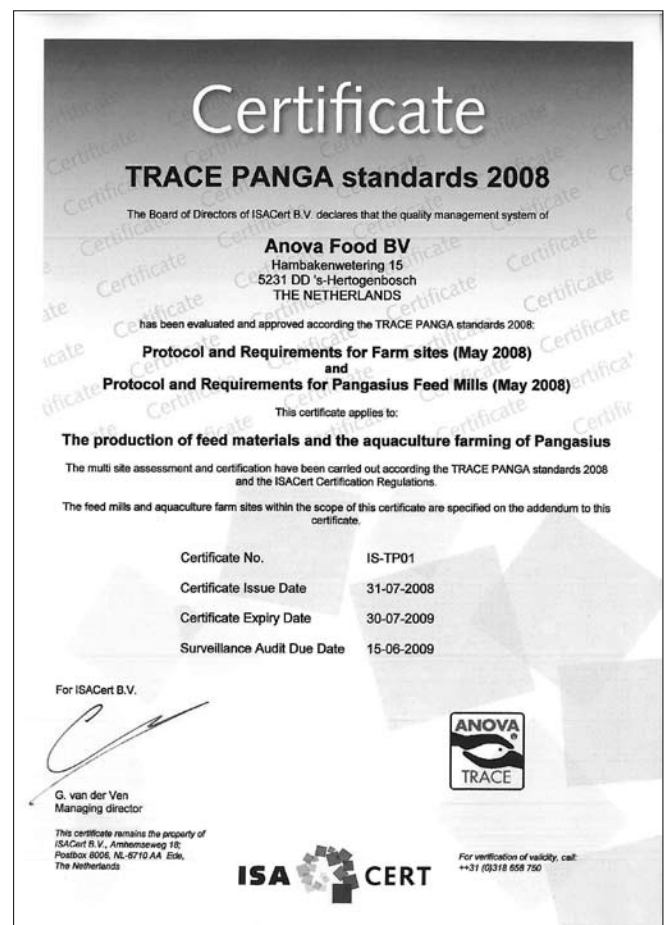 Certificate
TRACE PANGA standards 2008
The Board of Directors of ISACert B.V. declares that the quality management system of
Anova Food BV
Hambakenwetering 15
5231 DD 's-Hertogenbosch
THE NETHERLANDS
has been evaluated and approved according the TRACE PANGA standards 2008:
Protocol and Requirements for Farm sites (May 2008)
and
Protocol and Requirements for Pangasius Feed Mills (May 2008)
This certificate applies to:
The production of feed materials and the aquaculture farming of Pangasius
The multi site assessment and certification have been carried out according the TRACE PANGA standards 2008
and the ISACert Certification Regulations.
The feed mills and aquaculture farm sites within the scope of this certificate are specified on the addendum to this
certificate.
Certificate No. IS-TP01
Certificate Issue Date 31-07-2008
Certificate Expiry Date 30-07-2009
Surveillance Audit Due Date 15-06-2009
For ISACert B.V.
ANOVA
®
TRACE
G. van der Ven
Managing director
This certificate remains the property of
ISACert B.V., Arnhemseweg 18;
Postbox 8006, NL-6710 AA Ede,
The Netherlands
ISA CERT
For verification of validity, call:
++31 (0)318 658 750